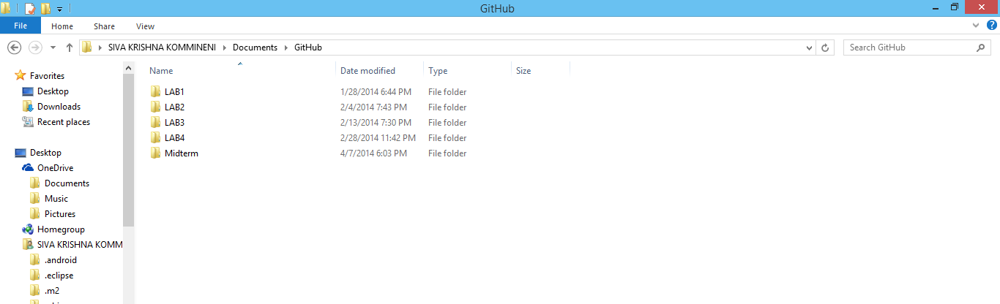 GitHub
File Home Share View
SIVA KRISHNA KOMMINENI Documents GitHub Search GitHub
Name Date modified Type Size
Favorites
Desktop
Downloads
Recent places
Desktop
OneDrive
Documents
Music
Pictures
Homegroup
SIVA KRISHNA KOMM
.android
.eclipse
.m2
LAB1 1/28/2014 6:44 PM File folder
LAB2 2/4/2014 7:43 PM File folder
LAB3 2/13/2014 7:30 PM File folder
LAB4 2/28/2014 11:42 PM File folder
Midterm 4/7/2014 6:03 PM File folder